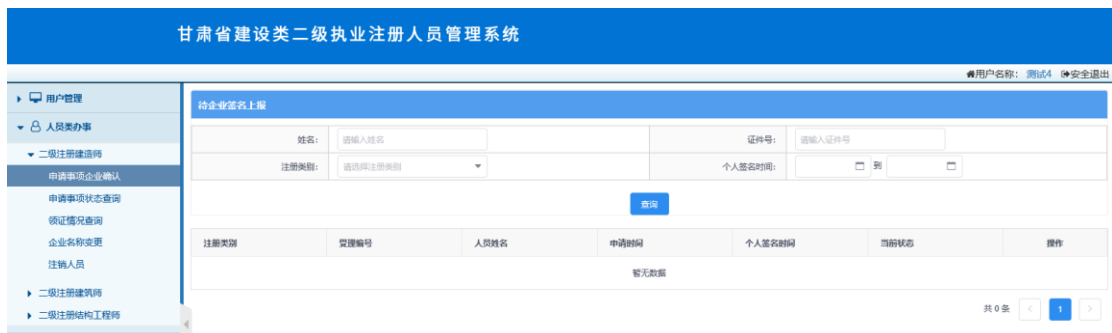 甘肃省建设类二级执业注册人员管理系统
用户名称: 测试4 安全退出
用户管理
人员类办事
二级注册建造师
申请事项企业确认
申请事项状态查询
领证情况查询
企业名称变更
注销人员
二级注册建筑师
二级注册结构工程师
待企业签名上报
姓名: 请输入姓名 证件号: 请输入证件号
注册类别: 请选择注册类别 个人签名时间: 到
查询
注册类别 受理编号 人员姓名 申请时间 个人签名时间 当前状态 操作
暂无数据
共 0 条 < 1 >